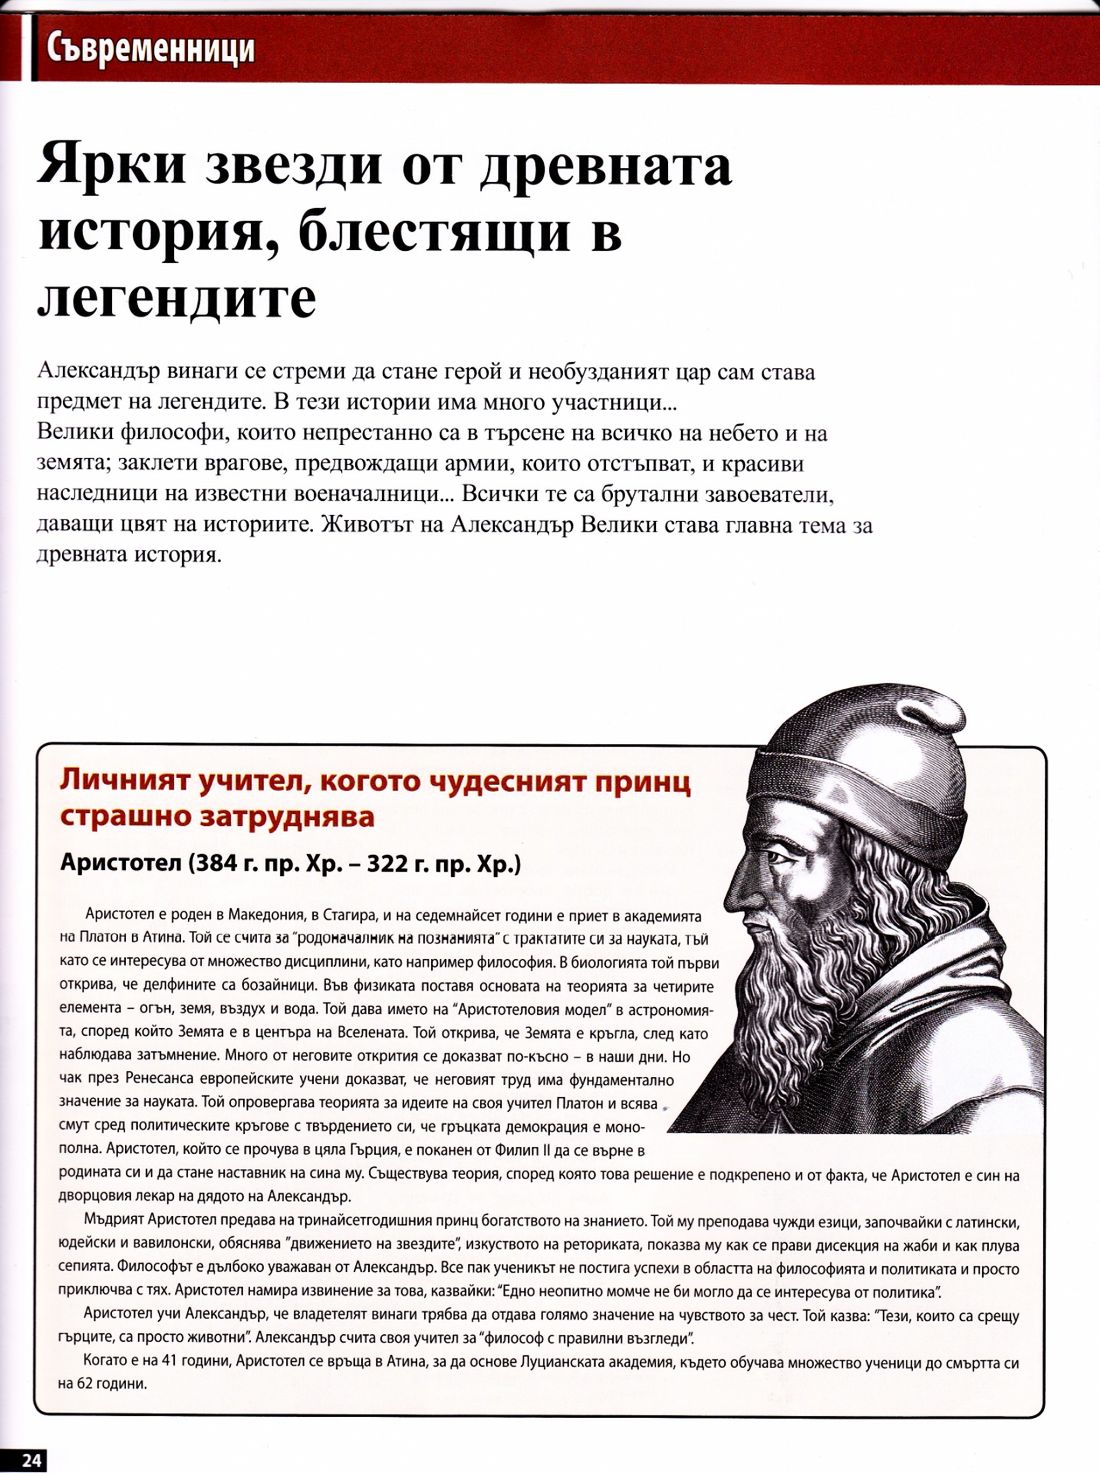 Съвременници
Ярки звезди от древната
история, блестящи в
легендите
Александър винаги се стреми да стане герой и необузданият цар сам става
предмет на легендите. В тези истории има много участници...
Велики философи, които непрестанно са в търсене на всичко на небето и на
земята; заклети врагове, предвождащи армии, които отстъпват, и красиви
наследници на известни военачалници... Всички те са брутални завоеватели,
даващи цвят на историите. Животът на Александър Велики става главна тема за
древната история.
Личният учител, когото чудесният принц
страшно затруднява
Аристотел (384 г. пр. Хр. – 322 г. пр. Хр.)
Аристотел е роден в Македония, в Стагира, и на седемнайсет години е приет в академията
на Платон в Атина. Той се счита за "родоначалник на познанията" с трактатите си за науката, тъй
като се интересува от множество дисциплини, като например философия. В биологията той първи
открива, че делфините са бозайници. Във физиката поставя основата на теорията за четирите
елемента – огън, земя, въздух и вода. Той дава името на "Аристотеловия модел" в астрономия-
та, според който Земята е в центъра на Вселената. Той открива, че Земята е кръгла, след като
наблюдава затъмнение. Много от неговите открития се доказват по-късно – в наши дни. Но
чак през Ренесанса европейските учени доказват, че неговият труд има фундаментално
значение за науката. Той опровергава теорията за идеите на своя учител Платон и всява
смут сред политическите кръгове с твърдението си, че гръцката демокрация е моно-
полна. Аристотел, който се прочува в цяла Гърция, е поканен от Филип II да се върне в
родината си и да стане наставник на сина му. Съществува теория, според която това решение е подкрепено и от факта, че Аристотел е син на
дворцовия лекар на дядото на Александър.
Мъдрият Аристотел предава на тринайсетгодишния принц богатството на знанието. Той му преподава чужди езици, започвайки с латински,
юдейски и вавилонски, обяснява "движението на звездите", изкуството на реториката, показва му как се прави дисекция на жаби и как плува
сепията. Философът е дълбоко уважаван от Александър. Все пак ученикът не постига успехи в областта на философията и политиката и просто
приключва с тях. Аристотел намира извинение за това, казвайки: "Едно неопитно момче не би могло да се интересува от политика".
Аристотел учи Александър, че владетелят винаги трябва да отдава голямо значение на чувството за чест. Той казва: "Тези, които са срещу
гърците, са просто животни". Александър счита своя учител за "философ с правилни възгледи".
Когато е на 41 години, Аристотел се връща в Атина, за да основе Луцианската академия, където обучава множество ученици до смъртта си
на 62 години.
24